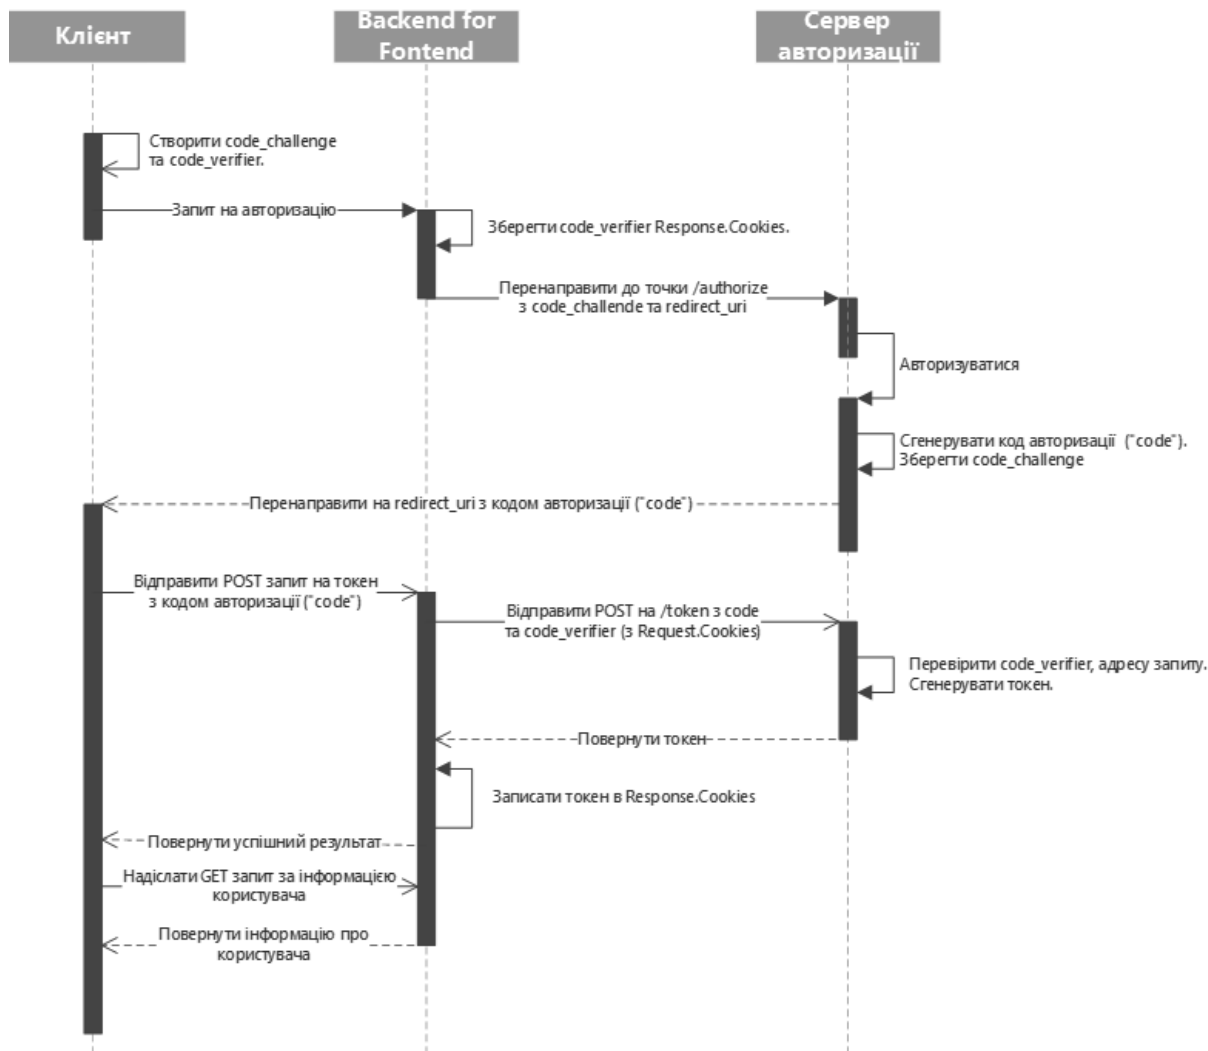 Клієнт
Backend for
Fontend
Сервер
авторизації
Створити code_challenge
та code_verifier.
Запит на авторизацію
Зберегти code_verifier Response.Cookies.
Перенаправити до точки /authorize
з code_challende та redirect_uri
Авторизуватися
Сгенерувати код авторизації ("code").
Зберегти code_challenge
Перенаправити на redirect_uri з кодом авторизації ("code")
Відправити POST запит на токен
з кодом авторизації ("code")
Відправити POST на /token з code
та code_verifier (з Request.Cookies)
Перевірити code_verifier, адресу запиту.
Сгенерувати токен.
Повернути токен
Записати токен в Response.Cookies
Повернути успішний результат
Надіслати GET запит за інформацією
користувача
Повернути інформацію про
користувача